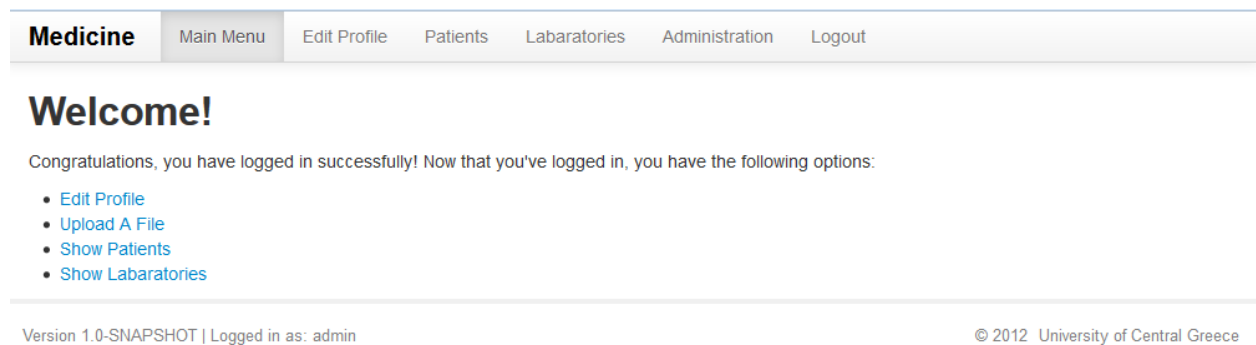 Medicine Main Menu Edit Profile Patients Labaratories Administration Logout
Welcome!
Congratulations, you have logged in successfully! Now that you've logged in, you have the following options:
Edit Profile
Upload A File
Show Patients
Show Labaratories
Version 1.0-SNAPSHOT | Logged in as: admin © 2012 University of Central Greece